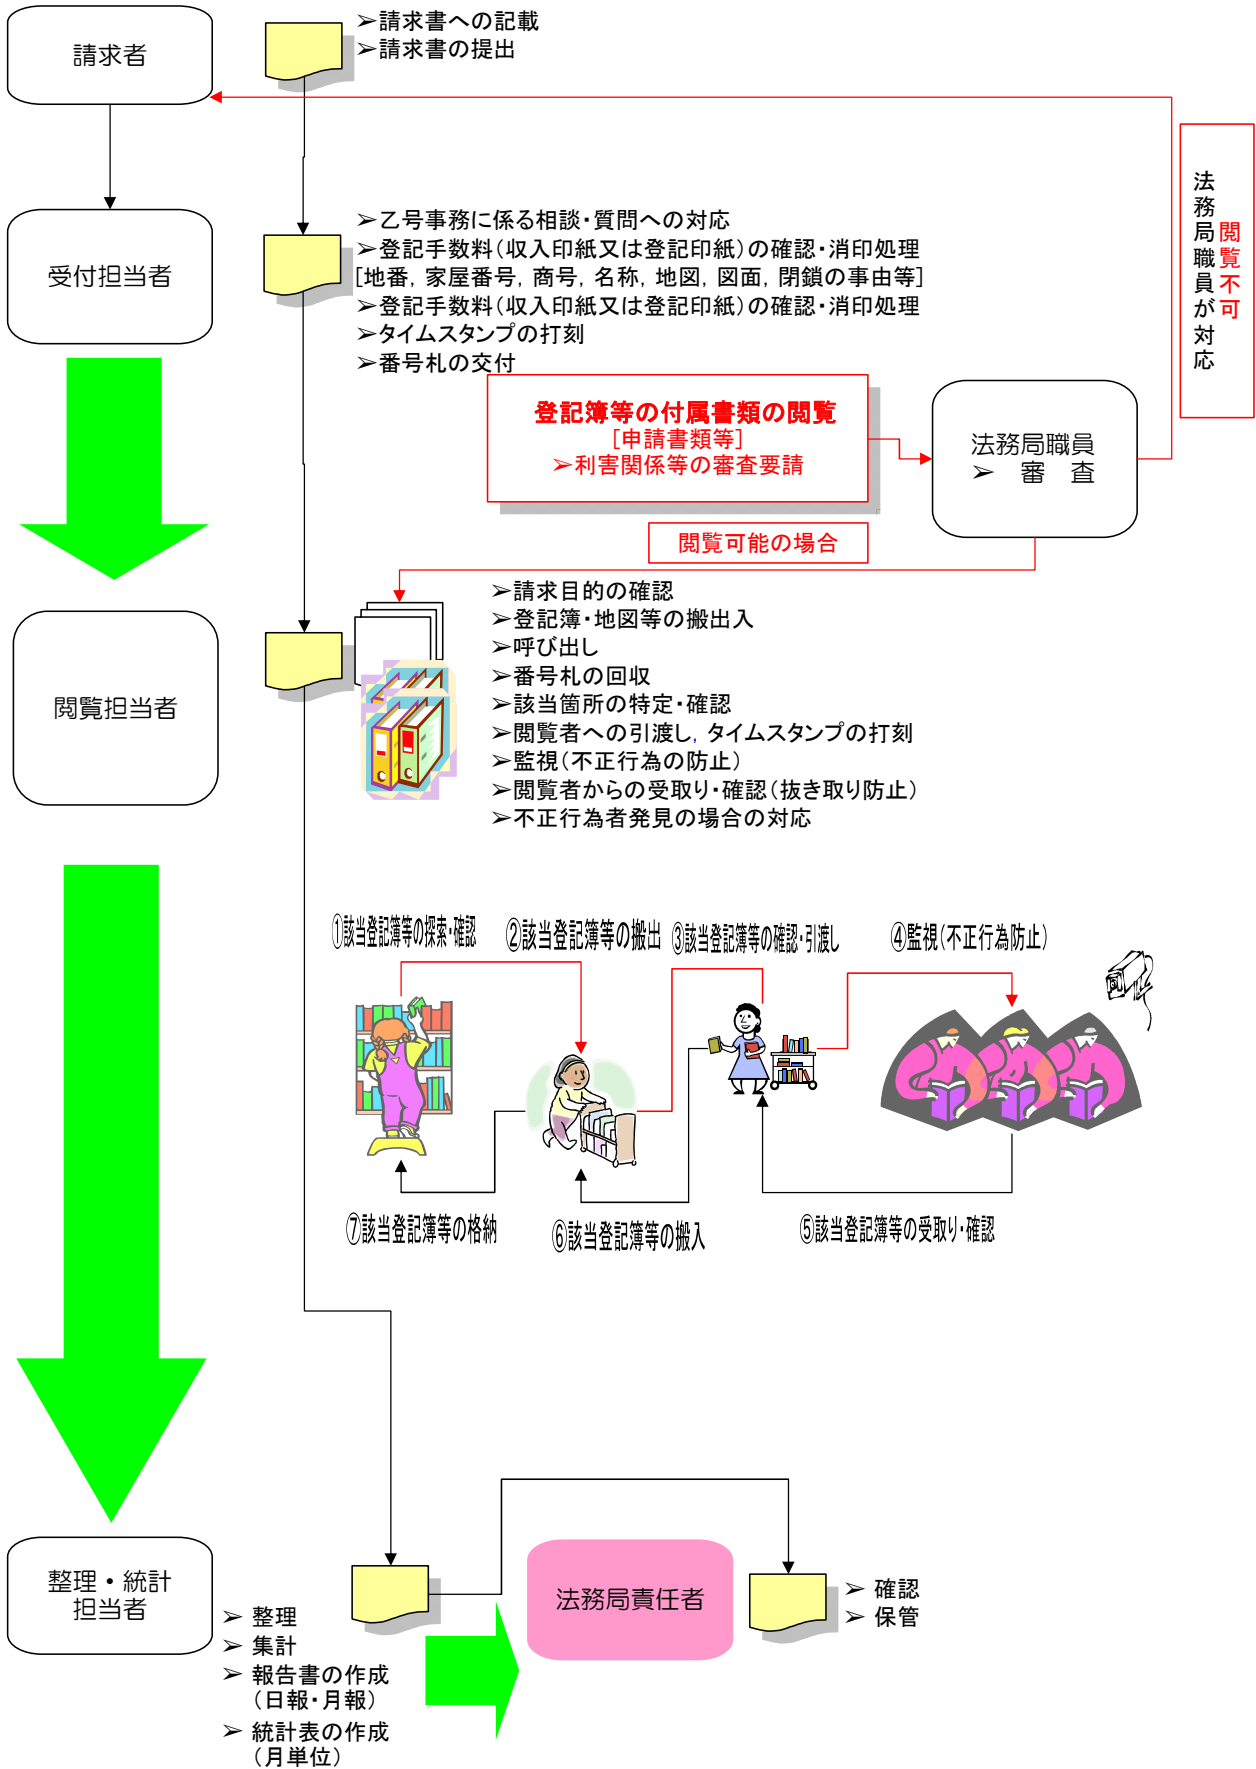 請求者
➢請求書への記載
➢請求書の提出
法務局職員が対応
閲覧不可
受付担当者
➢乙号事務に係る相談・質問への対応
➢登記手数料（収入印紙又は登記印紙）の確認・消印処理
［地番，家屋番号，商号，名称，地図，図面，閉鎖の事由等］
➢登記手数料（収入印紙又は登記印紙）の確認・消印処理
➢タイムスタンプの打刻
➢番号札の交付
登記簿等の付属書類の閲覧
［申請書類等］
➢利害関係等の審査要請
法務局職員
➢　審　査
閲覧可能の場合
閲覧担当者
➢請求目的の確認
➢登記簿・地図等の搬出入
➢呼び出し
➢番号札の回収
➢該当箇所の特定・確認
➢閲覧者への引渡し，タイムスタンプの打刻
➢監視（不正行為の防止）
➢閲覧者からの受取り・確認（抜き取り防止）
➢不正行為者発見の場合の対応
①該当登記簿等の探索・確認
②該当登記簿等の搬出
③該当登記簿等の確認・引渡し
④監視（不正行為防止）
⑦該当登記簿等の格納
⑥該当登記簿等の搬入
⑤該当登記簿等の受取り・確認
整理・統計
担当者
➢ 整理
➢ 集計
➢ 報告書の作成
（日報・月報）
➢ 統計表の作成
（月単位）
法務局責任者
➢ 確認
➢ 保管